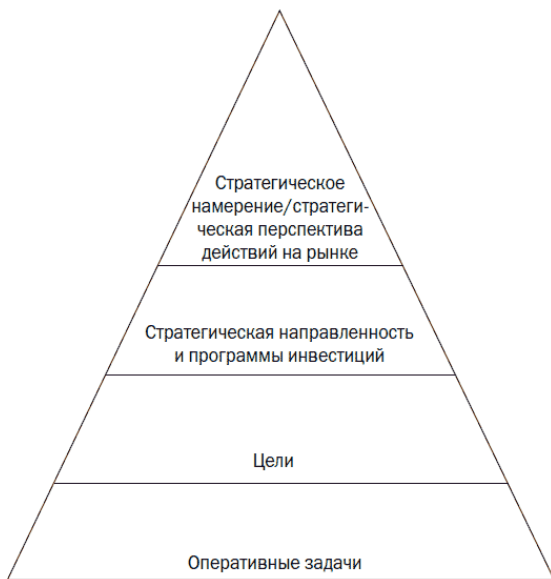 Стратегическое
намерение/стратеги-
ческая перспектива
действий на рынке
Стратегическая направленность
и программы инвестиций
Цели
Оперативные задачи